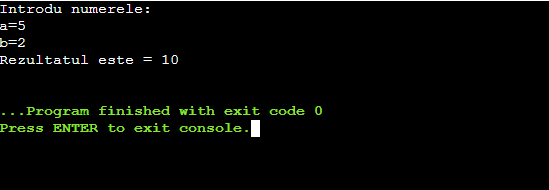 Introdu numerele:
a=5
b=2
Rezultatul este = 10
...Program finished with exit code 0
Press ENTER to exit console.